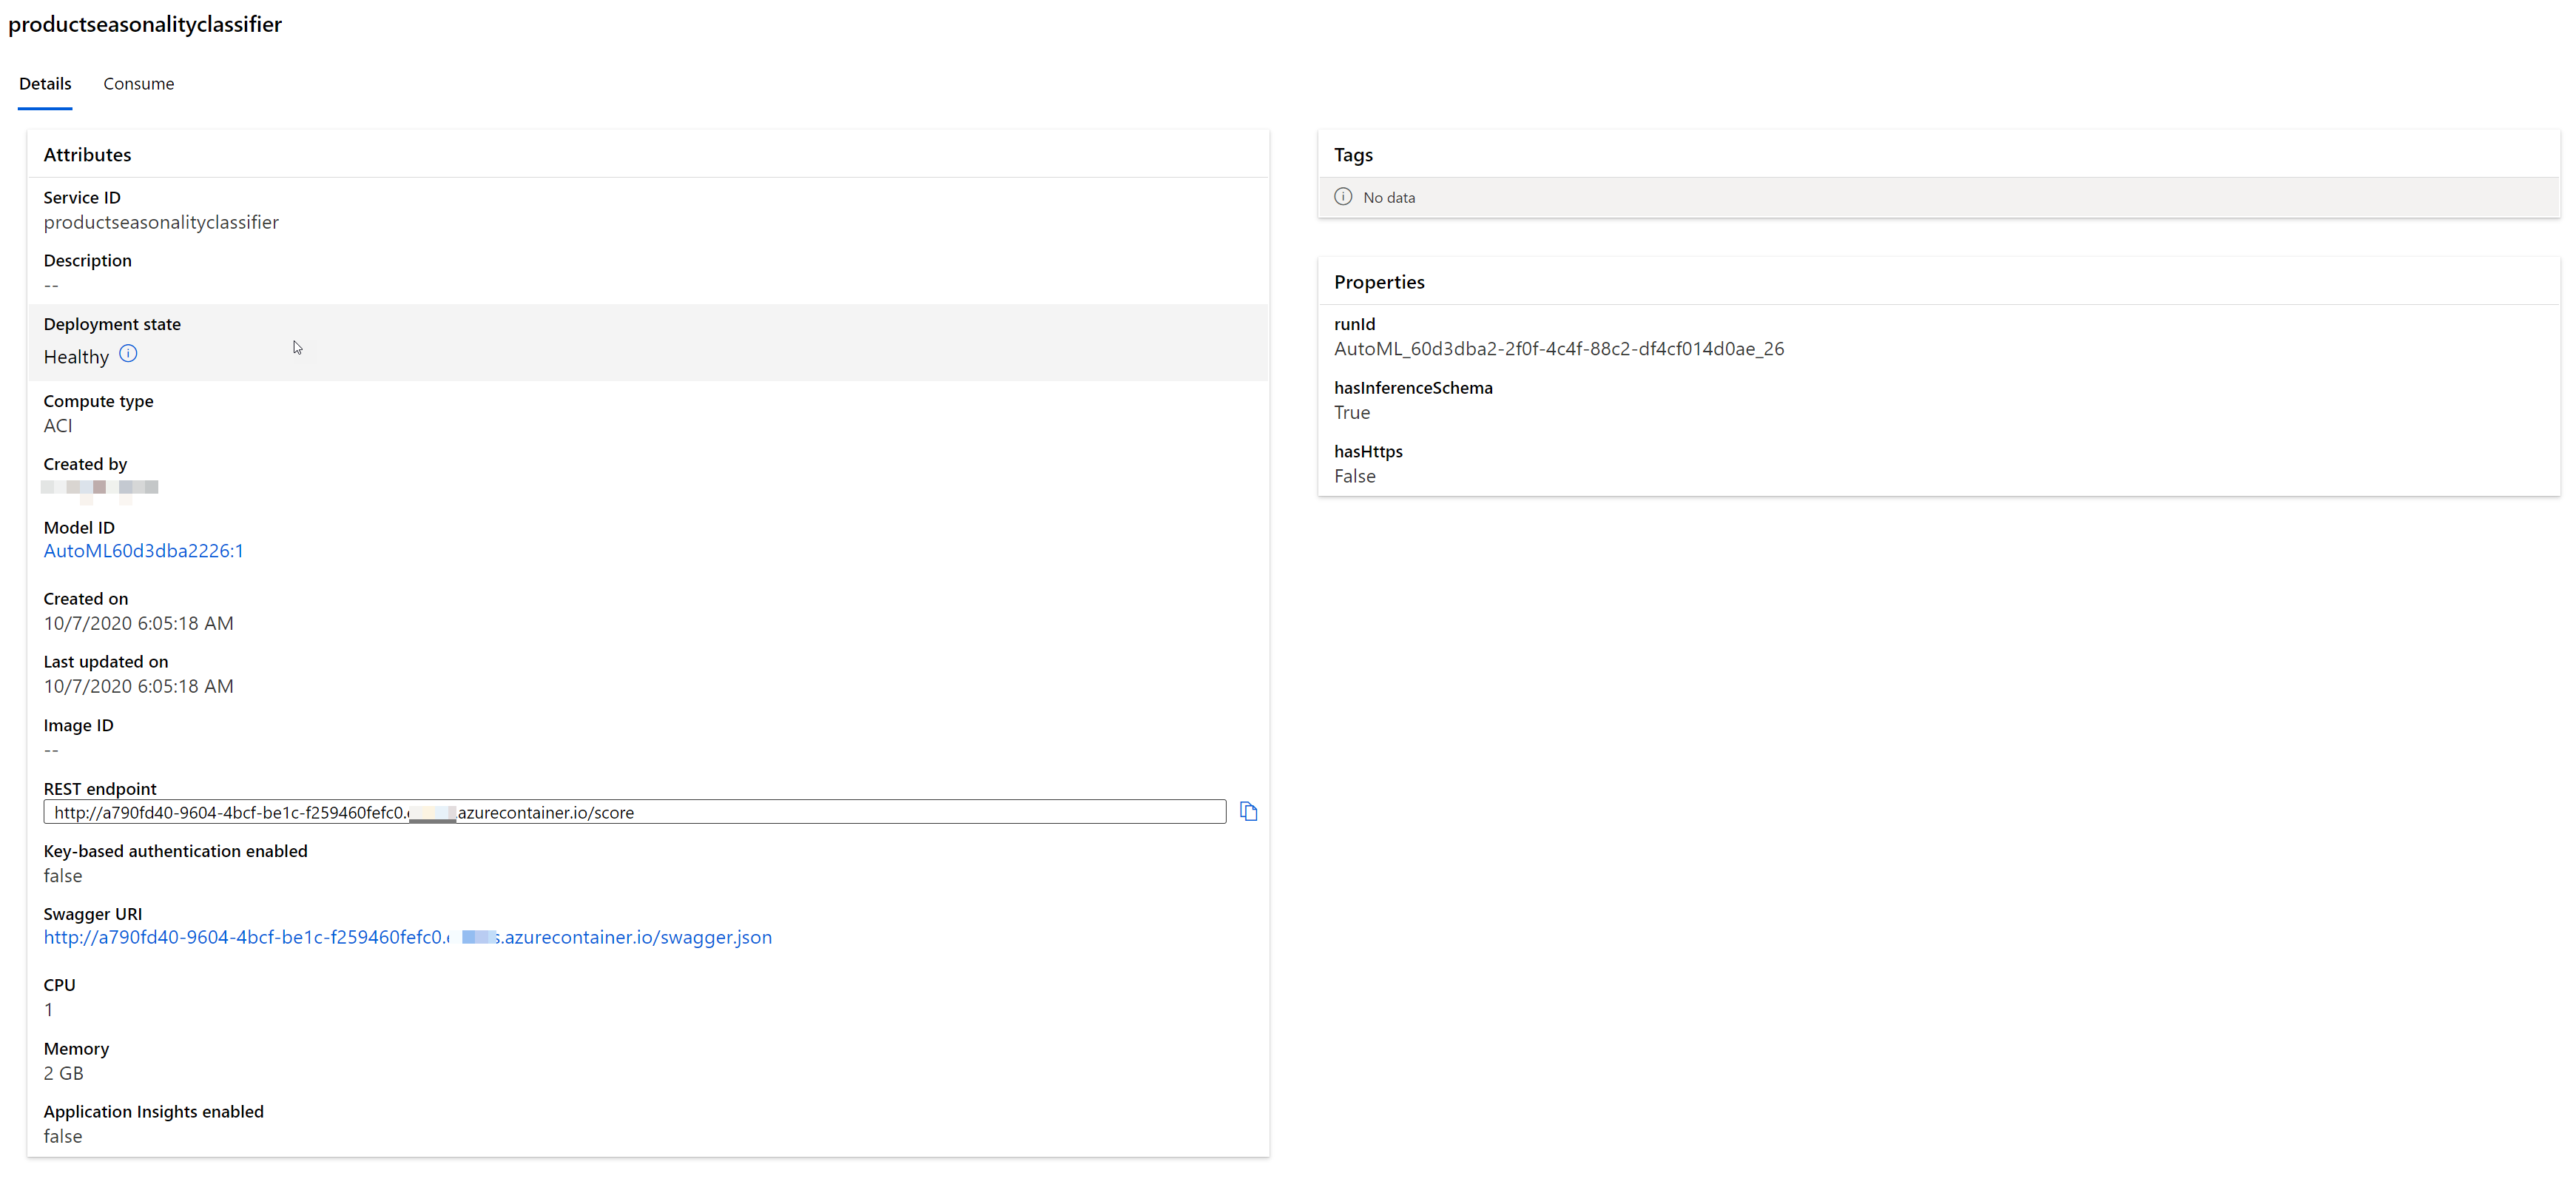 productseasonalityclassifier
Details Consume
Attributes
Service ID
productseasonalityclassifier
Description
--
Deployment state
Healthy
Compute type
ACI
Created by
Model ID
AutoML60d3dba2226:1
Created on
10/7/2020 6:05:18 AM
Last updated on
10/7/2020 6:05:18 AM
Image ID
--
REST endpoint
http://a790fd40-9604-4bcf-be1c-f259460fefc0. azurecontainer.io/score
Key-based authentication enabled
false
Swagger URI
http://a790fd40-9604-4bcf-be1c-f259460fefc0. s.azurecontainer.io/swagger.json
CPU
1
Memory
2 GB
Application Insights enabled
false
Tags
No data
Properties
runId
AutoML_60d3dba2-2f0f-4c4f-88c2-df4cf014d0ae_26
hasInferenceSchema
True
hasHttps
False